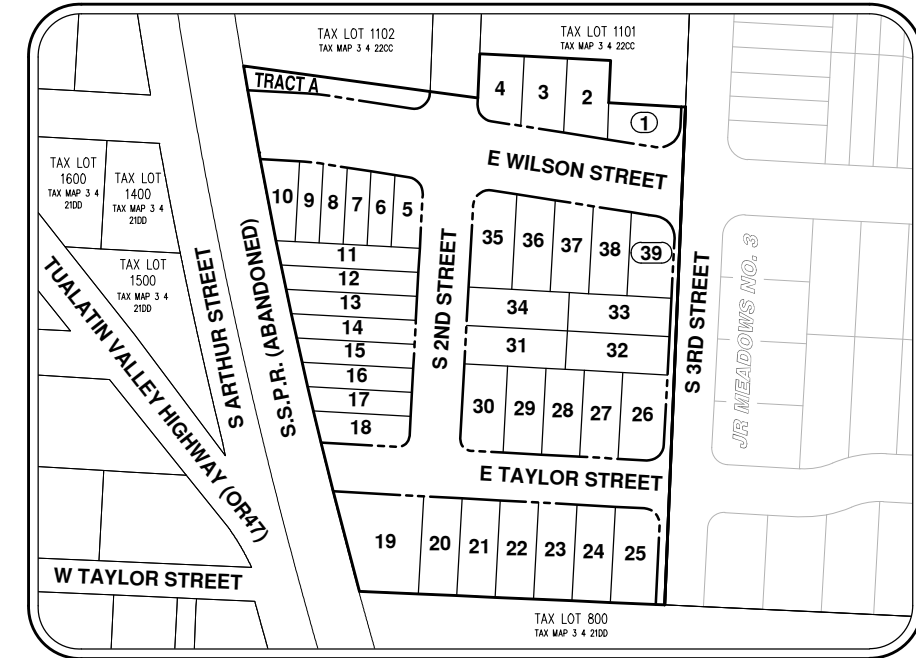 TAX LOT 1102
TAX MAP 3 4 22CC
TAX LOT 1101
TAX MAP 3 4 22CC
TRACT A
4
3
2
1
E WILSON STREET
TAX LOT
1600
TAX MAP 3 4
21DD
TAX LOT
1400
TAX MAP 3 4
21DD
TAX LOT
1500
TAX MAP 3 4
21DD
10
9
8
7
6
5
11
12
13
14
15
16
17
18
35
36
37
38
39
34
33
31
32
30
29
28
27
26
TUALATIN VALLEY HIGHWAY (OR47)
S ARTHUR STREET
S.S.P.R. (ABANDONED)
S 2ND STREET
S 3RD STREET
JR MEADOWS NO. 3
E TAYLOR STREET
19
20
21
22
23
24
25
W TAYLOR STREET
TAX LOT 800
TAX MAP 3 4 21DD